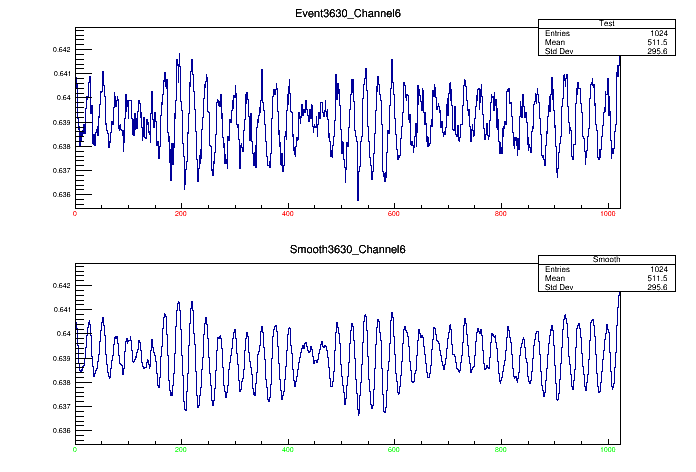 Event3630_Channel6
Test
Entries 1024
Mean 511.5
Std Dev 295.6
0.642
0.641
0.64
0.639
0.638
0.637
0.636
0 200 400 600 800 1000
Smooth3630_Channel6
Smooth
Entries 1024
Mean 511.5
Std Dev 295.6
0.642
0.641
0.64
0.639
0.638
0.637
0.636
0 200 400 600 800 1000